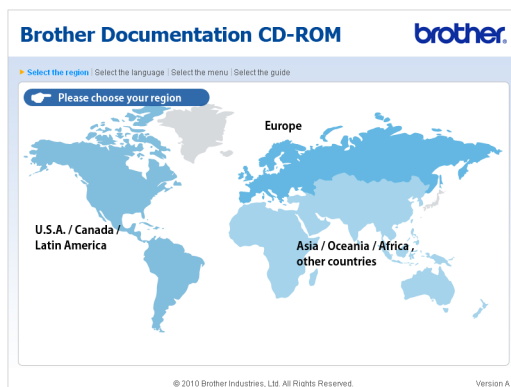 Brother Documentation CD-ROM
brother.
Select the region | Select the language | Select the menu | Select the guide
Please choose your region
Europe
U.S.A. / Canada /
Latin America
Asia / Oceania / Africa ,
other countries
© 2010 Brother Industries, Ltd. All Rights Reserved.
Version A